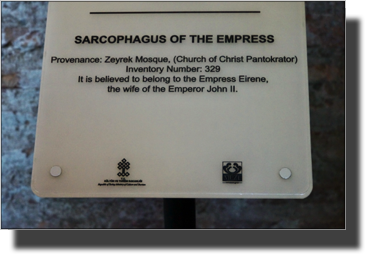 SARCOPHAGUS OF THE EMPRESS
Provenance: Zeyrek Mosque, (Church of Christ Pantokrator)
Inventory Number: 329
It is believed to belong to the Empress Eirene,
the wife of the Emperor John II.